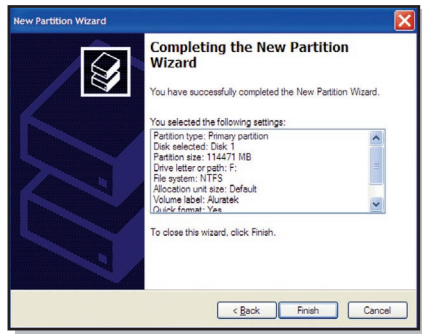 New Partition Wizard
Completing the New Partition
Wizard
You have successfully completed the New Partition Wizard.
You selected the following settings:
Partition type: Primary partition
Disk selected: Disk 1
Partition size: 114471 MB
Drive letter or path: F:
File system: NTFS
Allocation unit size: Default
Volume label: Aluratek
Quick format: Yes
To close this wizard, click Finish.
< Back Finish Cancel